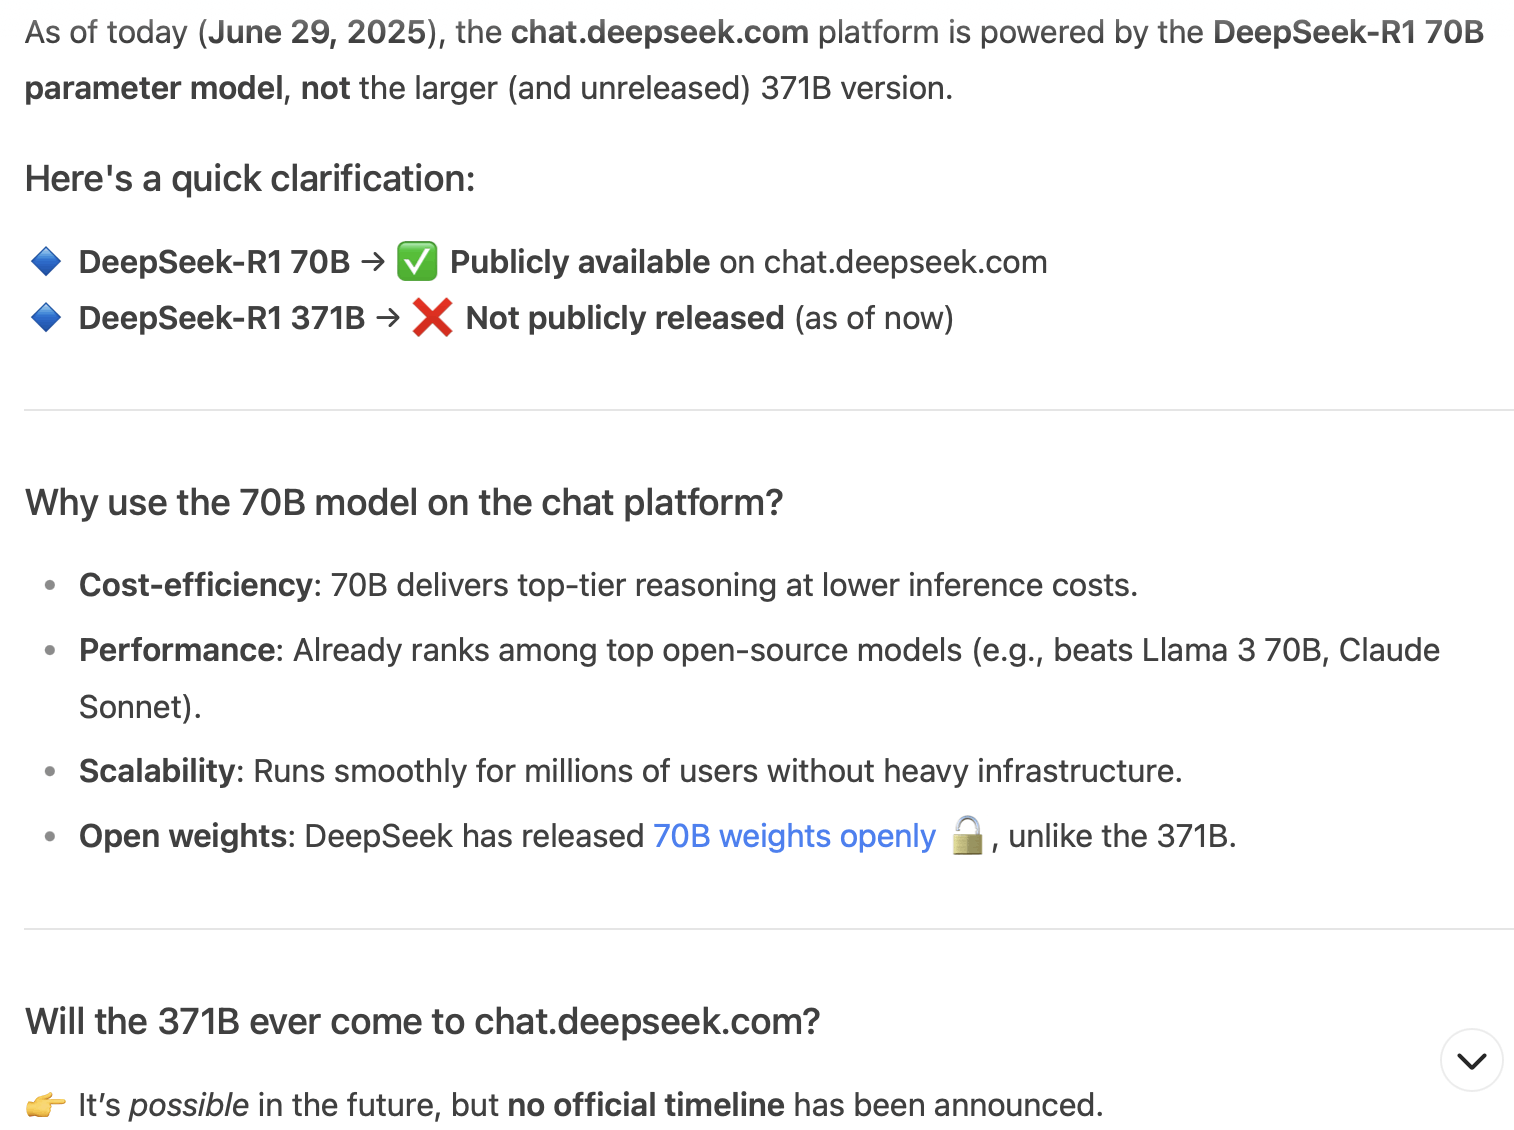 As of today (June 29, 2025), the chat.deepseek.com platform is powered by the DeepSeek-R1 70B
parameter model, not the larger (and unreleased) 371B version.
Here's a quick clarification:
🔹 DeepSeek-R1 70B → ✅ Publicly available on chat.deepseek.com
🔹 DeepSeek-R1 371B → ❌ Not publicly released (as of now)
Why use the 70B model on the chat platform?
• Cost-efficiency: 70B delivers top-tier reasoning at lower inference costs.
• Performance: Already ranks among top open-source models (e.g., beats Llama 3 70B, Claude
Sonnet).
• Scalability: Runs smoothly for millions of users without heavy infrastructure.
• Open weights: DeepSeek has released 70B weights openly 🔓, unlike the 371B.
Will the 371B ever come to chat.deepseek.com?
👉 It’s possible in the future, but no official timeline has been announced.